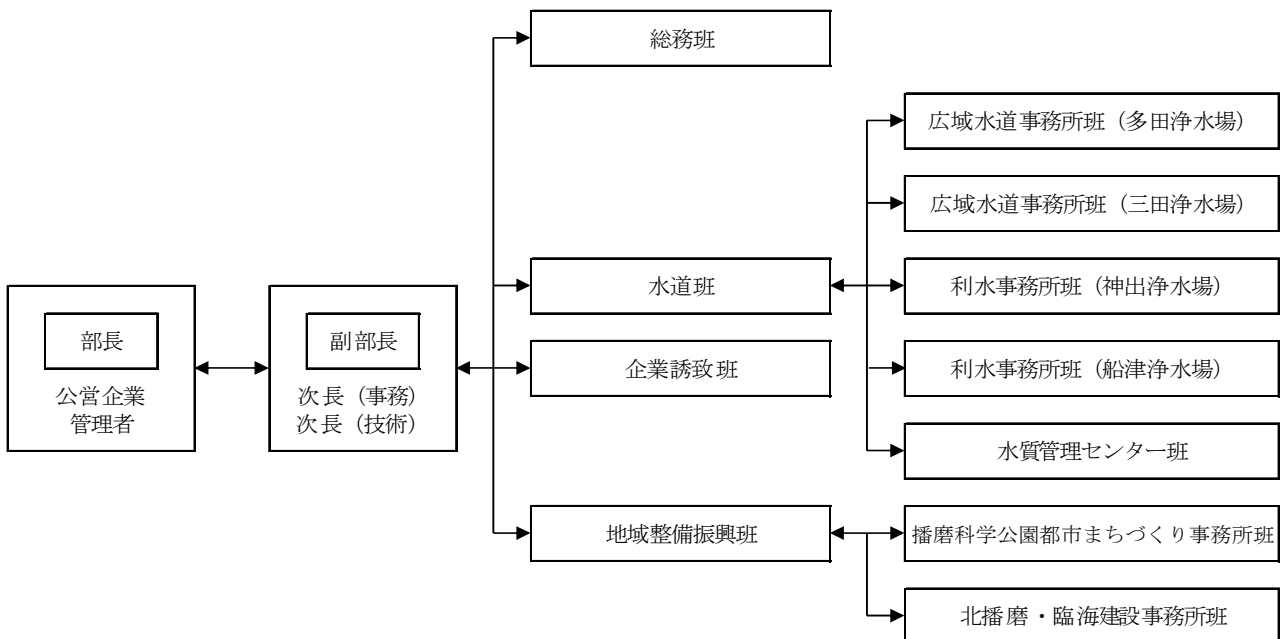 総務班
広域水道事務所班（多田浄水場）
広域水道事務所班（三田浄水場）
水道班
利水事務所班（神出浄水場）
部長
公営企業
管理者
副部長
次長（事務）
次長（技術）
企業誘致班
利水事務所班（船津浄水場）
水質管理センター班
地域整備振興班
播磨科学公園都市まちづくり事務所班
北播磨・臨海建設事務所班